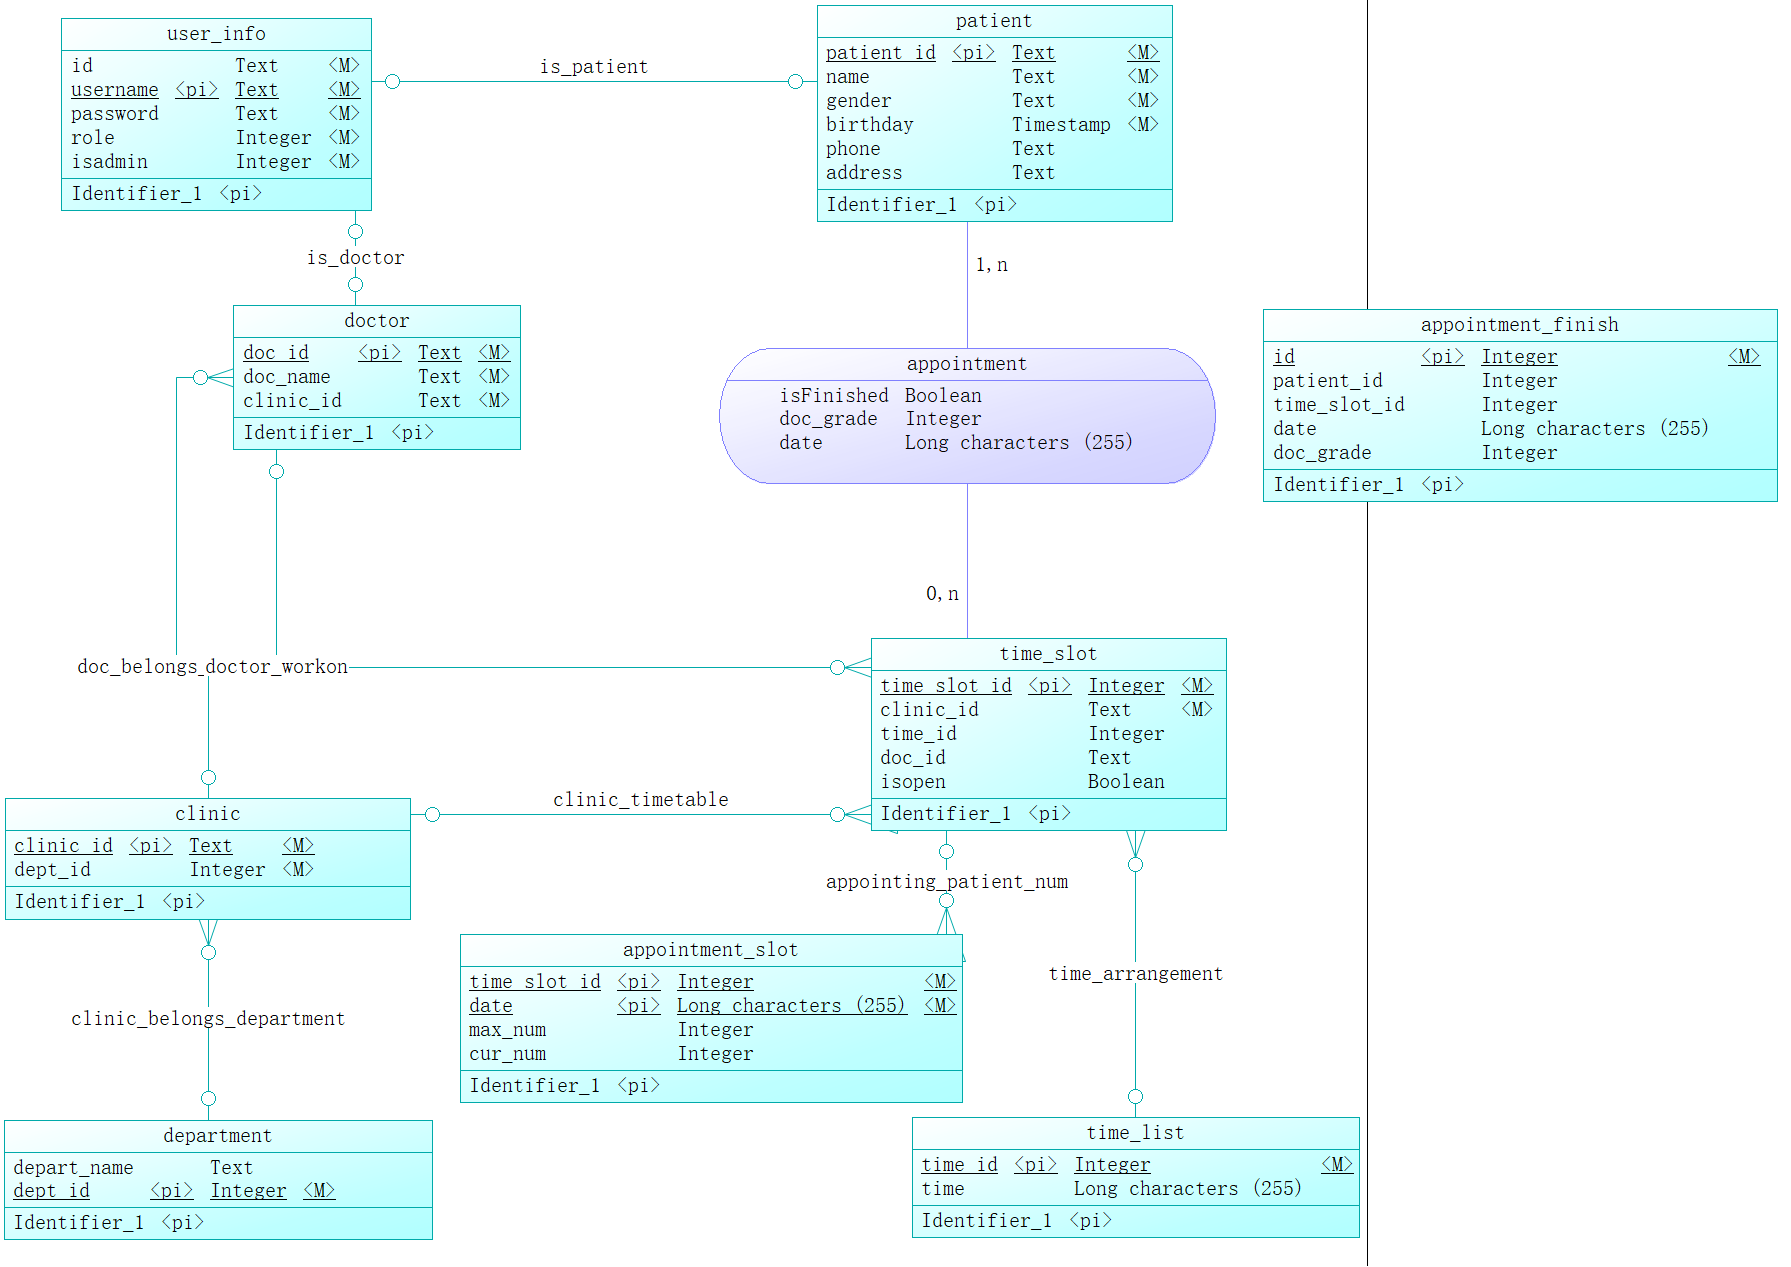 user_info
id Text <M>
username <pi> Text <M>
password Text <M>
role Integer <M>
isadmin Integer <M>
Identifier_1 <pi>
is_patient
patient
patient_id <pi> Text <M>
name Text <M>
gender Text <M>
birthday Timestamp <M>
phone Text
address Text
Identifier_1 <pi>
is_doctor
1,n
doctor
doc_id <pi> Text <M>
doc_name Text <M>
clinic_id Text <M>
Identifier_1 <pi>
appointment
isFinished Boolean
doc_grade Integer
date Long characters (255)
appointment_finish
id <pi> Integer <M>
patient_id Integer
time_slot_id Integer
date Long characters (255)
doc_grade Integer
Identifier_1 <pi>
0,n
doc_belongs_doctor_workon
time_slot
time_slot_id <pi> Integer <M>
clinic_id Text <M>
time_id Integer
doc_id Text
isopen Boolean
Identifier_1 <pi>
clinic_timetable
clinic
clinic_id <pi> Text <M>
dept_id Integer <M>
Identifier_1 <pi>
appointing_patient_num
appointment_slot
time_slot_id <pi> Integer <M>
date <pi> Long characters (255) <M>
max_num Integer
cur_num Integer
Identifier_1 <pi>
time_arrangement
clinic_belongs_department
department
depart_name Text
dept_id <pi> Integer <M>
Identifier_1 <pi>
time_list
time_id <pi> Integer <M>
time Long characters (255)
Identifier_1 <pi>